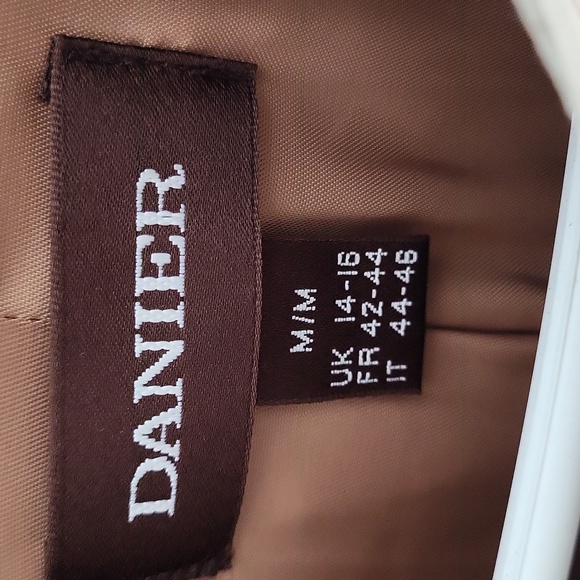 DANIER
M/M
UK 14-16
FR 42-44
IT 44-46